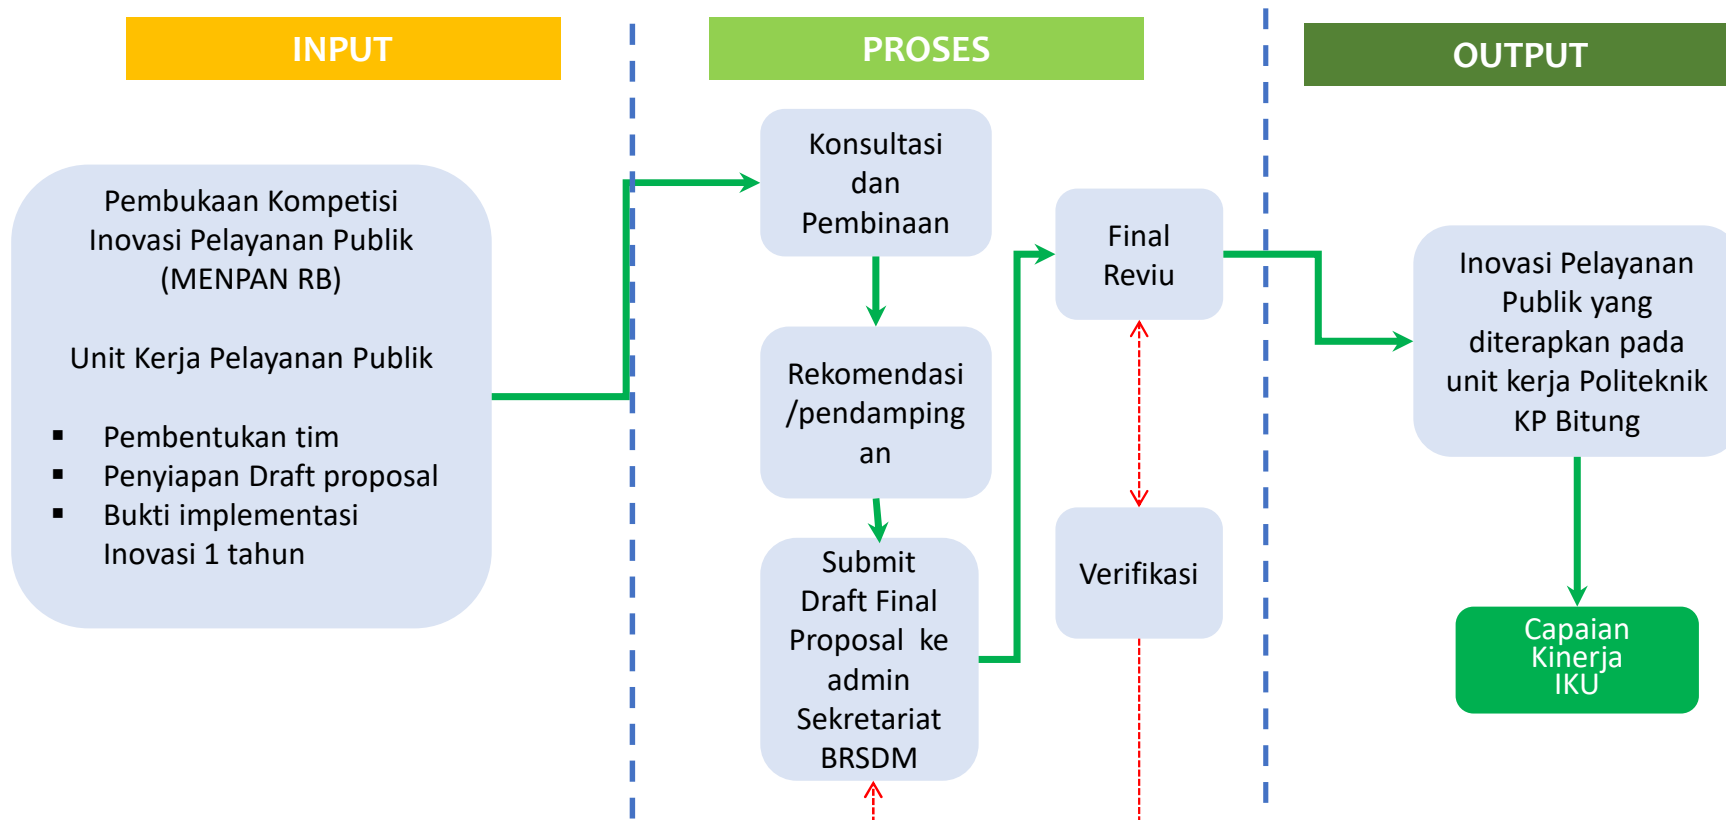 INPUT
Pembukaan Kompetisi
Inovasi Pelayanan Publik
(MENPAN RB)
Unit Kerja Pelayanan Publik
▪ Pembentukan tim
▪ Penyiapan Draft proposal
▪ Bukti implementasi
Inovasi 1 tahun
PROSES
Konsultasi
dan
Pembinaan
Rekomendasi
/pendamping
an
Submit
Draft Final
Proposal ke
admin
Sekretariat
BRSDM
Final
Reviu
Verifikasi
OUTPUT
Inovasi Pelayanan
Publik yang
diterapkan pada
unit kerja Politeknik
KP Bitung
Capaian
Kinerja
IKU